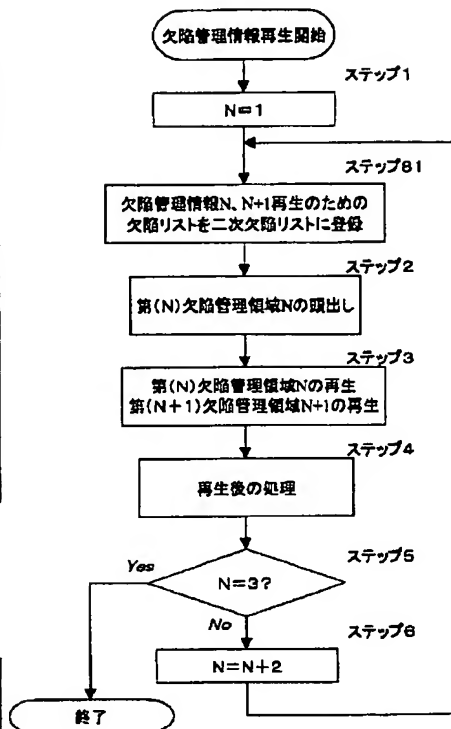 欠陥管理情報再生開始
ステップ1
N=1
ステップ81
欠陥管理情報N、N+1再生のための
欠陥リストを二次欠陥リストに登録
ステップ2
第(N)欠陥管理領域Nの頭出し
ステップ3
第(N)欠陥管理領域Nの再生
第(N+1)欠陥管理領域N+1の再生
ステップ4
再生後の処理
ステップ5
Yes
N=3?
No
ステップ6
N=N+2
終了